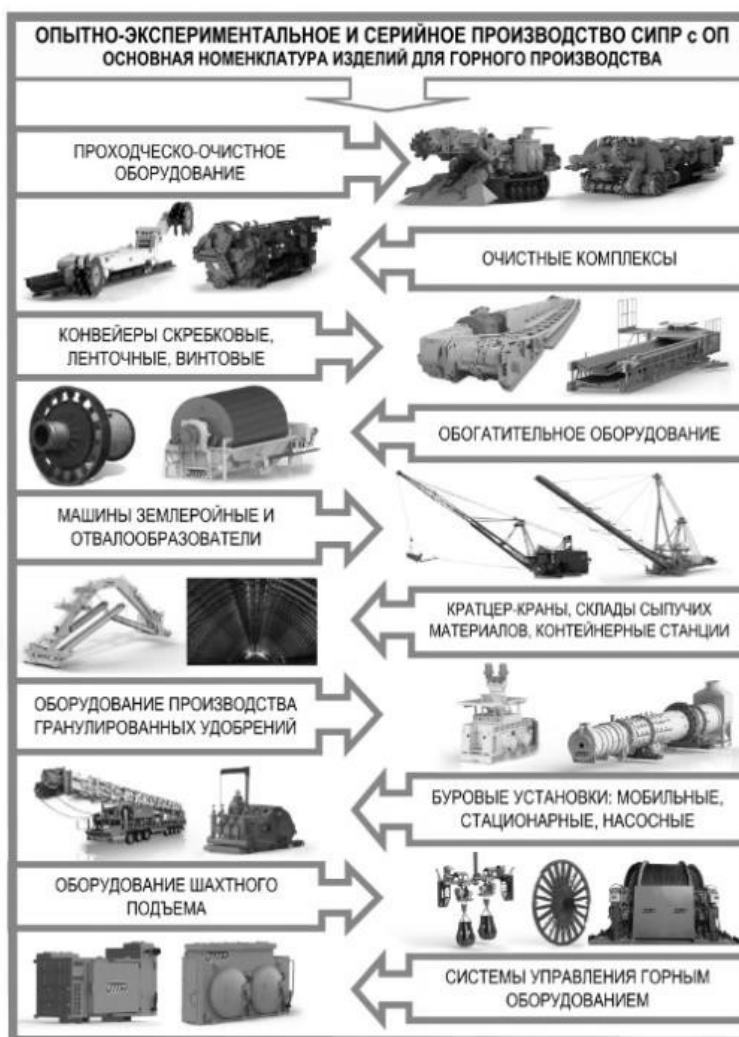 ОПЫТНО-ЭКСПЕРИМЕНТАЛЬНОЕ И СЕРИЙНОЕ ПРОИЗВОДСТВО СИПР с ОП
ОСНОВНАЯ НОМЕНКЛАТУРА ИЗДЕЛИЙ ДЛЯ ГОРНОГО ПРОИЗВОДСТВА
ПРОХОДЧЕСКО-ОЧИСТНОЕ
ОБОРУДОВАНИЕ
ОЧИСТНЫЕ КОМПЛЕКСЫ
КОНВЕЙЕРЫ СКРЕБКОВЫЕ,
ЛЕНТОЧНЫЕ, ВИНТОВЫЕ
ОБОГАТИТЕЛЬНОЕ ОБОРУДОВАНИЕ
МАШИНЫ ЗЕМЛЕРОЙНЫЕ И
ОТВАЛООБРАЗОВАТЕЛИ
КРАТЦЕР-КРАНЫ, СКЛАДЫ СЫПУЧИХ
МАТЕРИАЛОВ, КОНТЕЙНЕРНЫЕ СТАНЦИИ
ОБОРУДОВАНИЕ ПРОИЗВОДСТВА
ГРАНУЛИРОВАННЫХ УДОБРЕНИЙ
БУРОВЫЕ УСТАНОВКИ: МОБИЛЬНЫЕ,
СТАЦИОНАРНЫЕ, НАСОСНЫЕ
ОБОРУДОВАНИЕ ШАХТНОГО
ПОДЪЕМА
СИСТЕМЫ УПРАВЛЕНИЯ ГОРНЫМ
ОБОРУДОВАНИЕМ